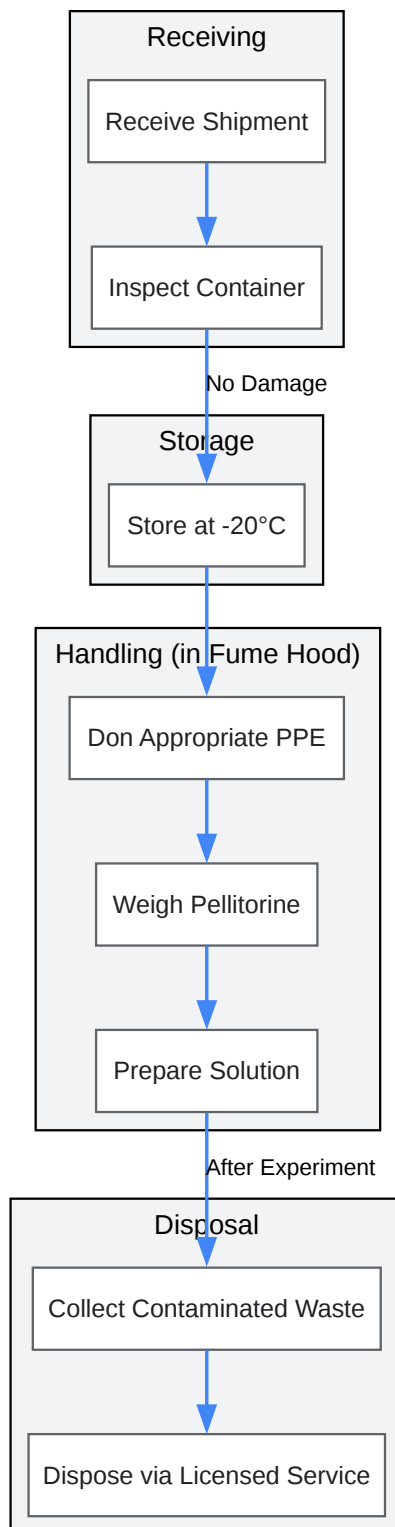 Receiving
Receive Shipment
Inspect Container
No Damage
Storage
Store at -20°C
Handling (in Fume Hood)
Don Appropriate PPE
Weigh Pellitorine
Prepare Solution
After Experiment
Disposal
Collect Contaminated Waste
Dispose via Licensed Service